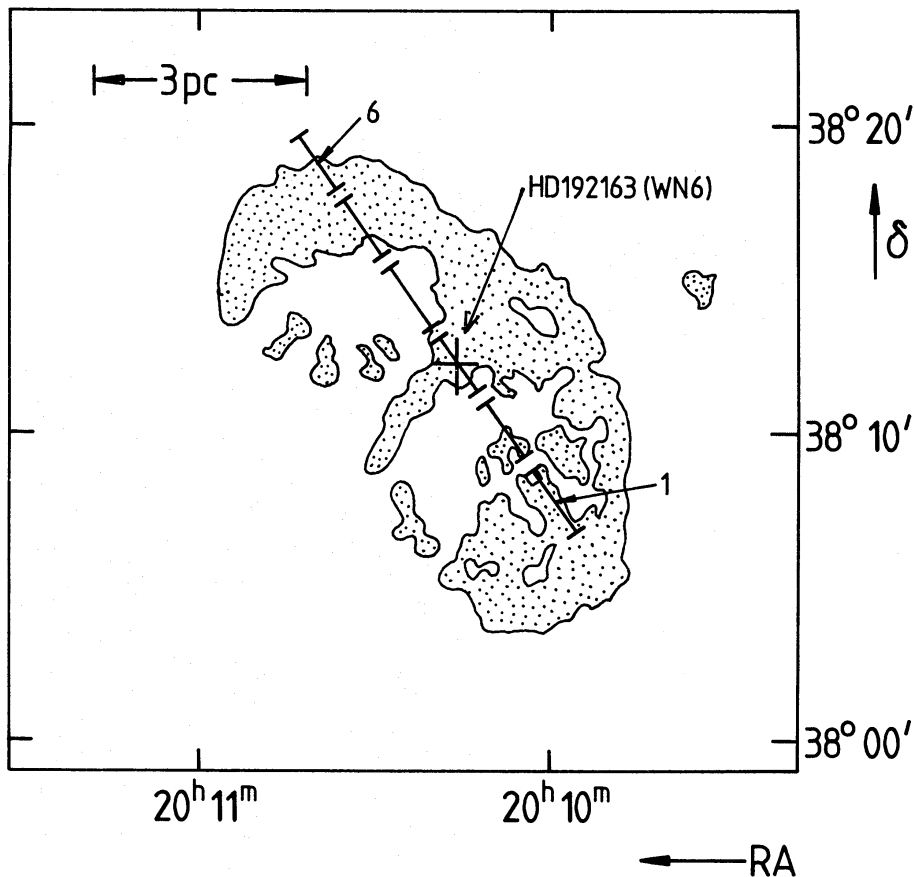 3pc
6
HD192163 (WN6)
38° 20′
δ
38° 10′
1
38° 00′
20ʰ 11ᵐ
20ʰ 10ᵐ
RA